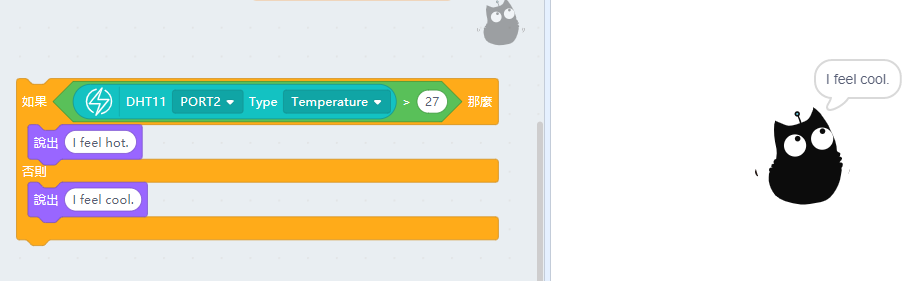 如果 DHT11 PORT2 Type Temperature > 27 那麼
說出 I feel hot.
否則
說出 I feel cool.
I feel cool.